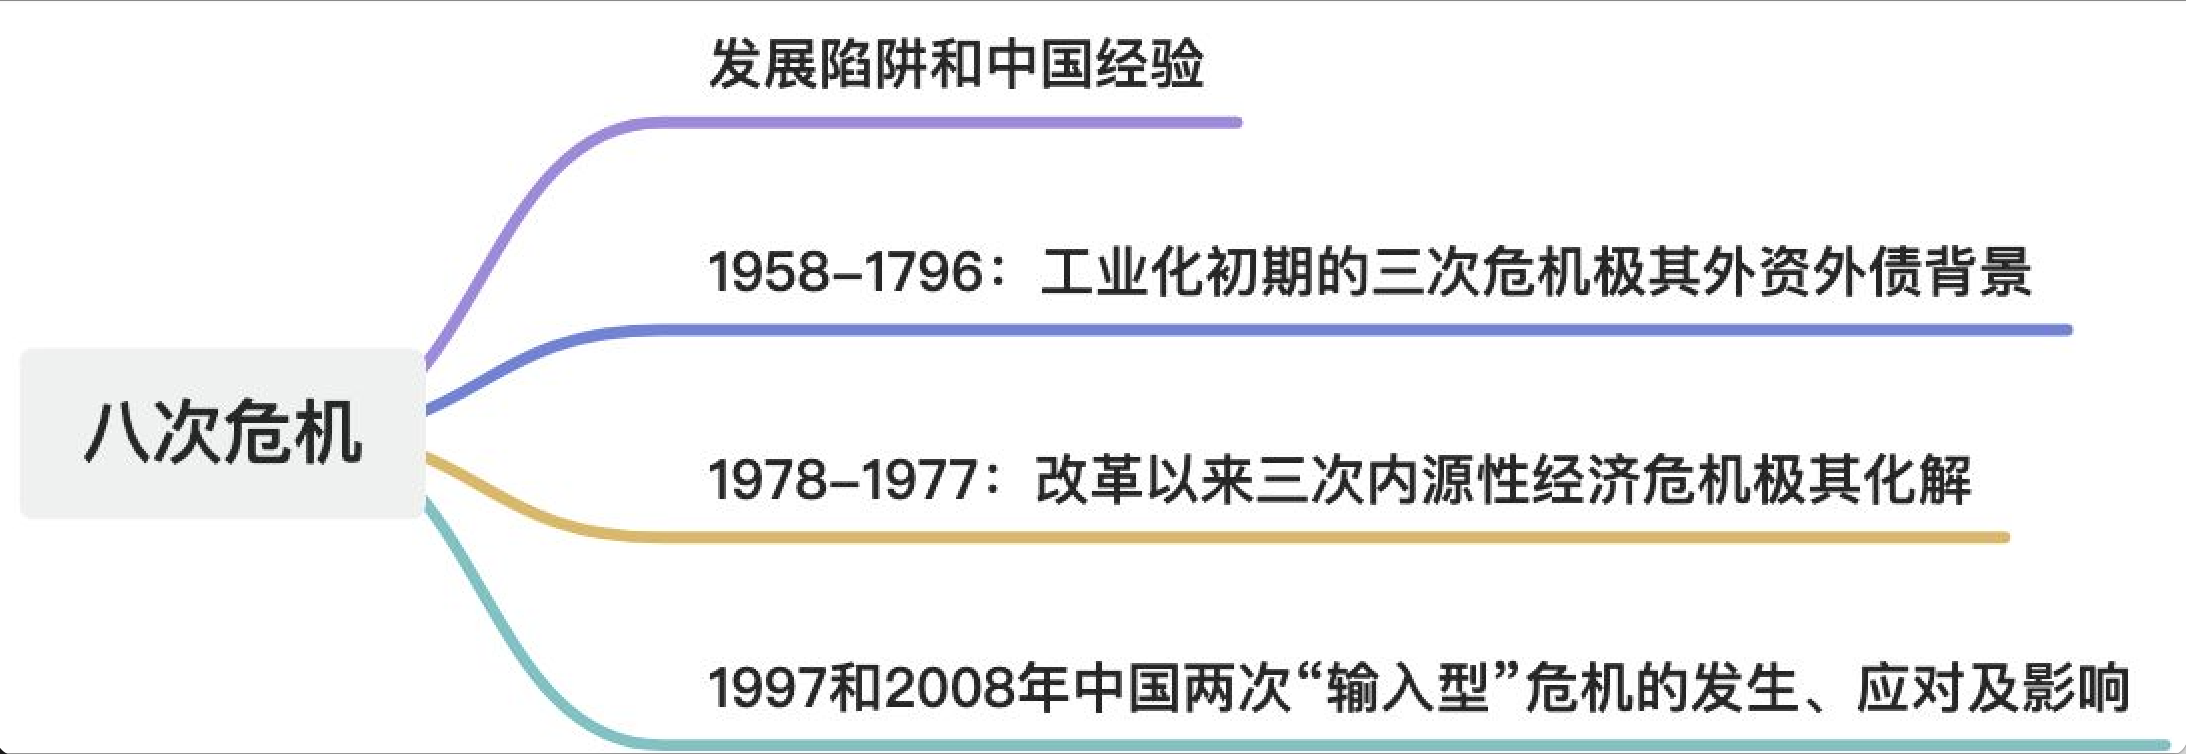 发展陷阱和中国经验
1958–1796：工业化初期的三次危机极其外资外债背景
八次危机
1978–1977：改革以来三次内源性经济危机极其化解
1997和2008年中国两次“输入型”危机的发生、应对及影响